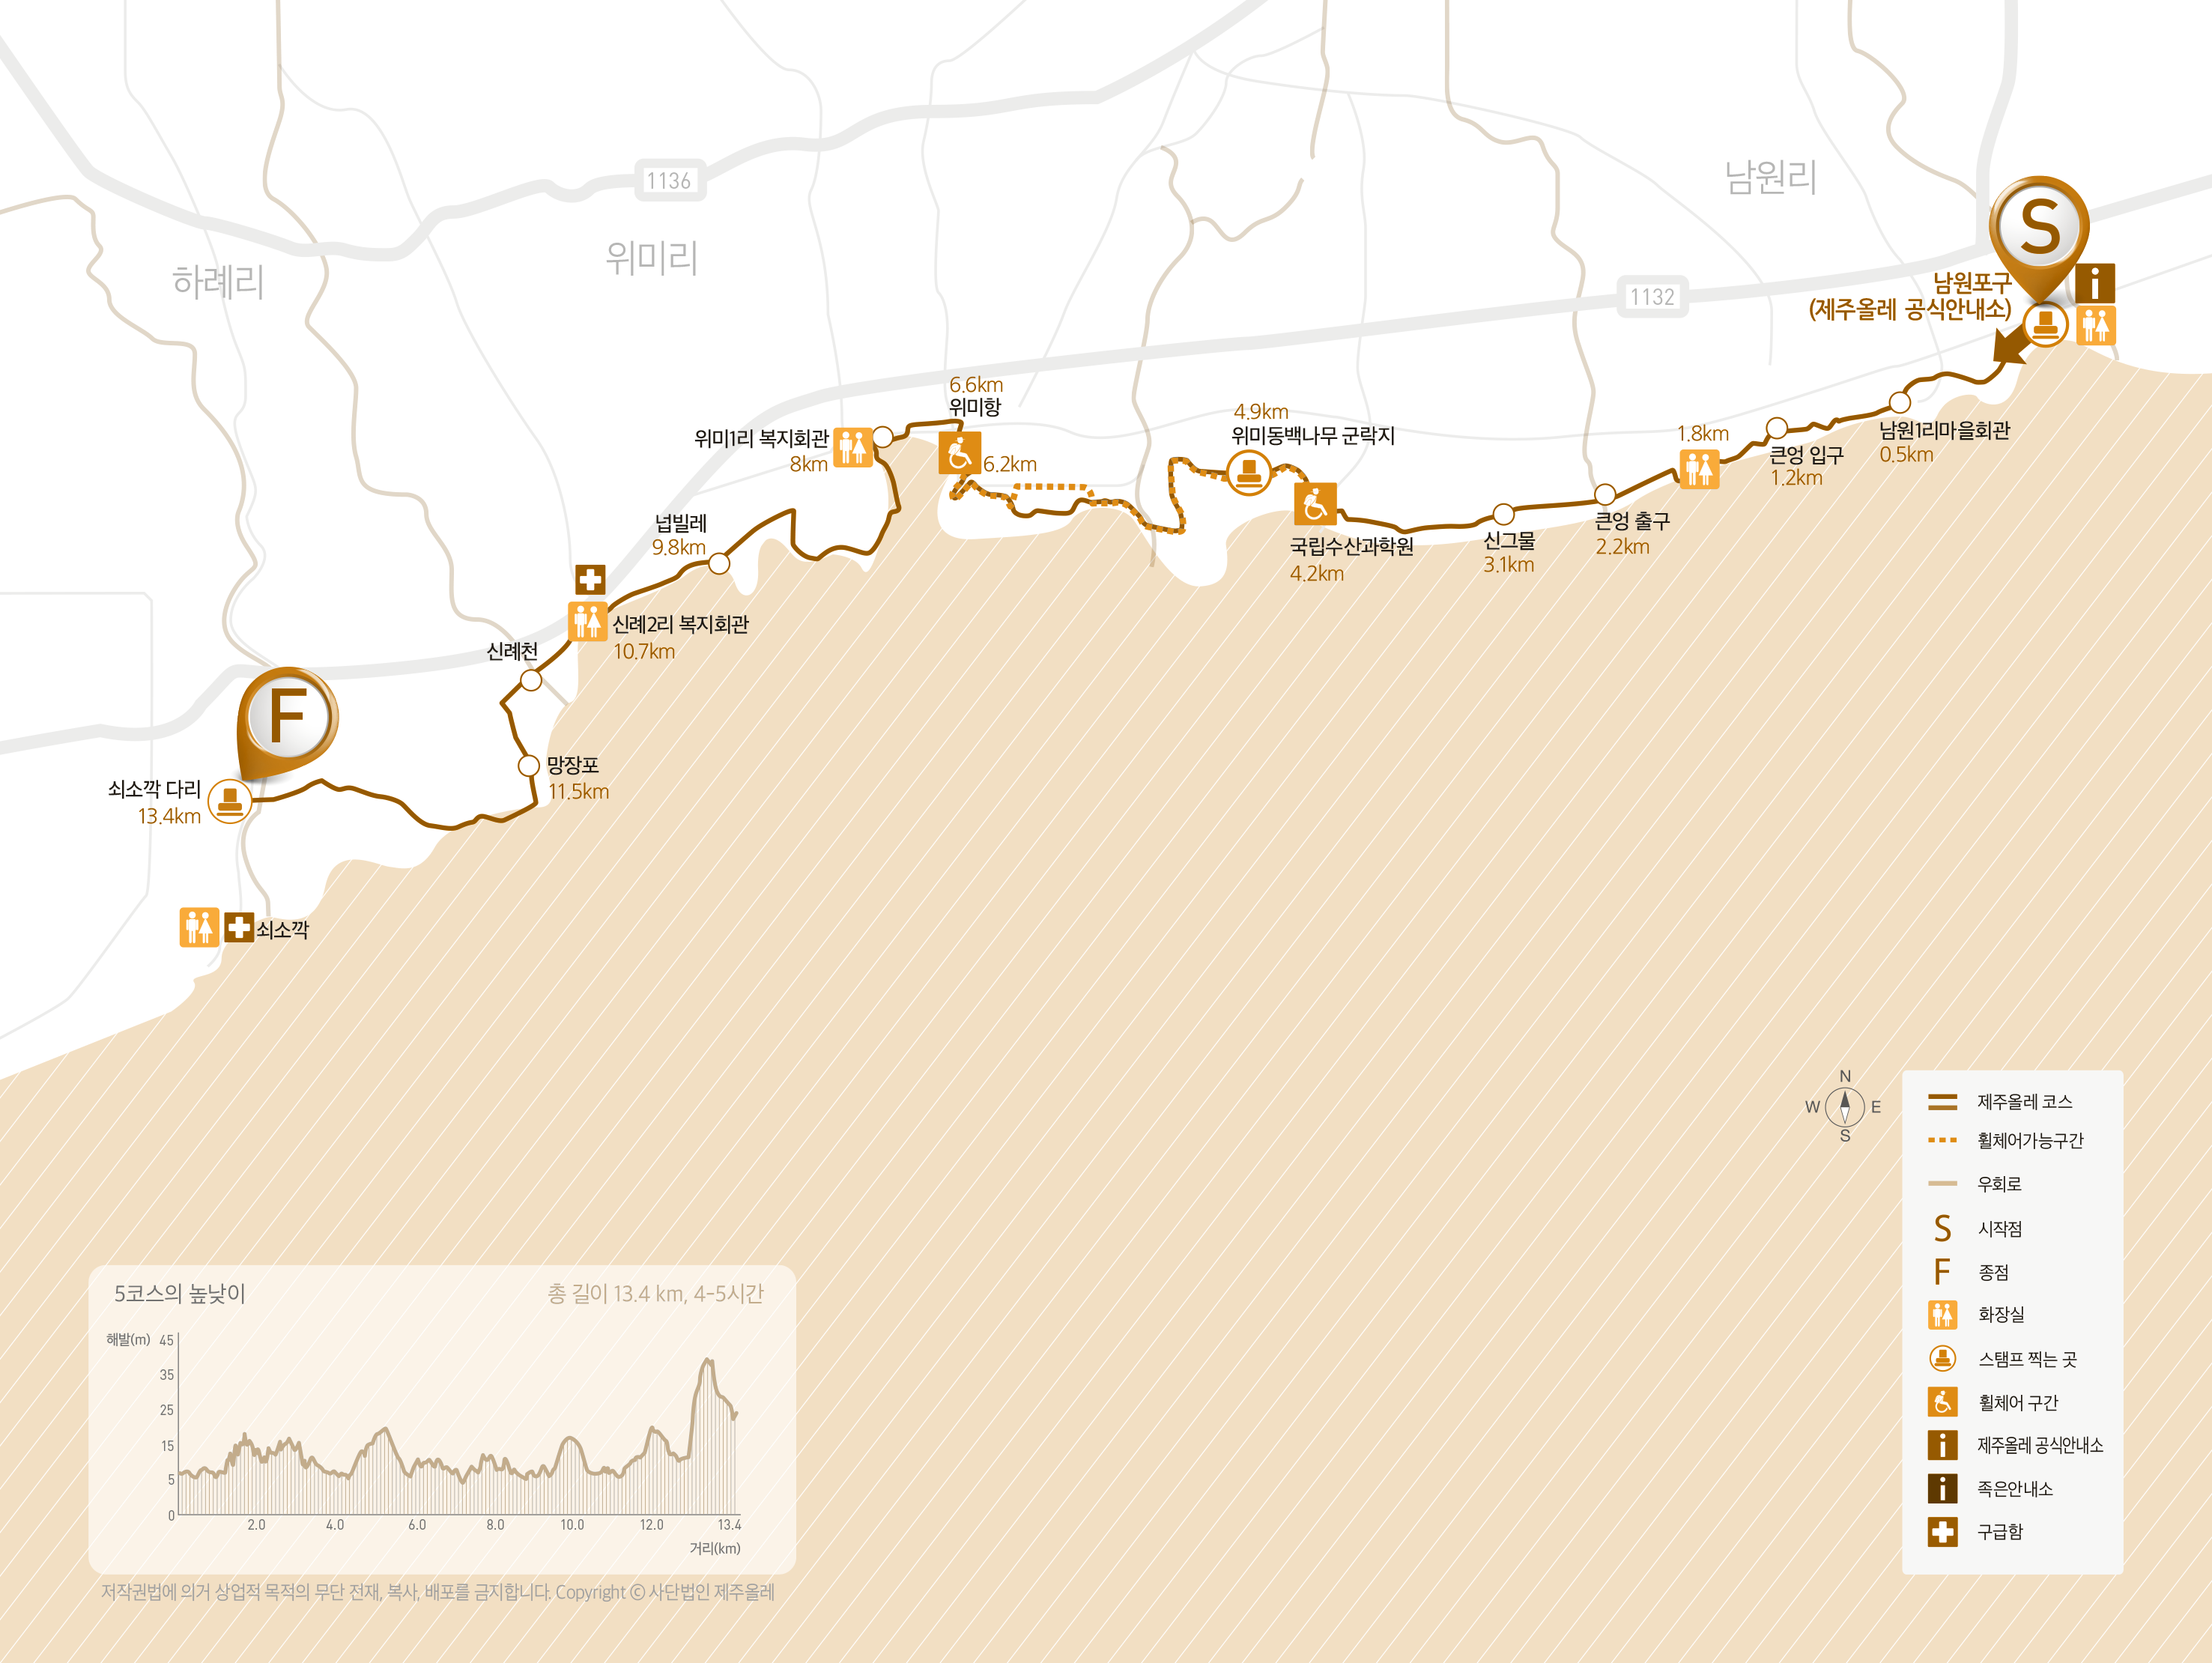 1136
하례리
위미리
남원리
1132
S
남원포구
(제주올레 공식안내소)
남원1리마을회관
0.5km
큰엉 입구
1.2km
1.8km
큰엉 출구
2.2km
신그물
3.1km
국립수산과학원
4.2km
4.9km
위미동백나무 군락지
6.2km
6.6km
위미항
위미1리 복지회관
8km
넙빌레
9.8km
신례2리 복지회관
10.7km
신례천
망장포
11.5km
F
쇠소깍 다리
13.4km
쇠소깍
N
W E
S
제주올레 코스
휠체어가능구간
우회로
S 시작점
F 종점
화장실
스탬프 찍는 곳
휠체어 구간
제주올레 공식안내소
족은안내소
구급함
5코스의 높낮이
총 길이 13.4 km, 4-5시간
해발(m) 45
35
25
15
5
0
2.0 4.0 6.0 8.0 10.0 12.0 13.4
거리(km)
저작권법에 의거 상업적 목적의 무단 전재, 복사, 배포를 금지합니다. Copyright © 사단법인 제주올레